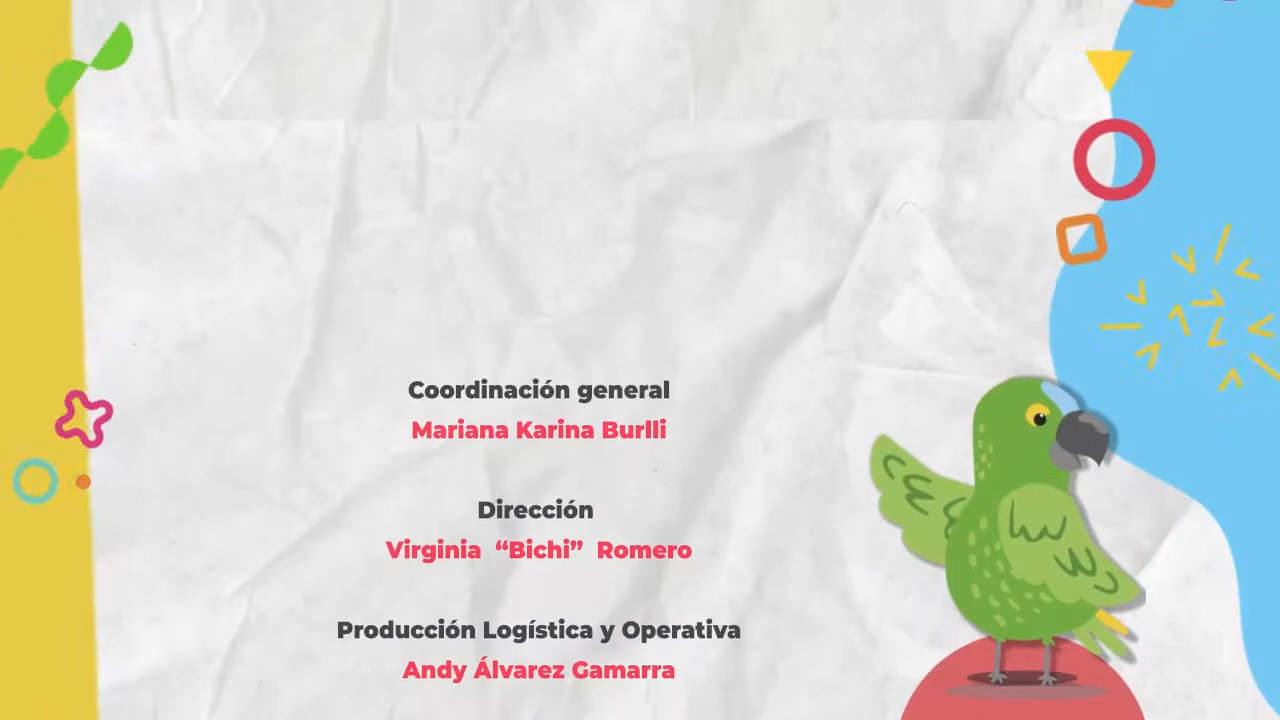 Coordinación general
Mariana Karina Burlli
Dirección
Virginia “Bichi” Romero
Producción Logística y Operativa
Andy Álvarez Gamarra